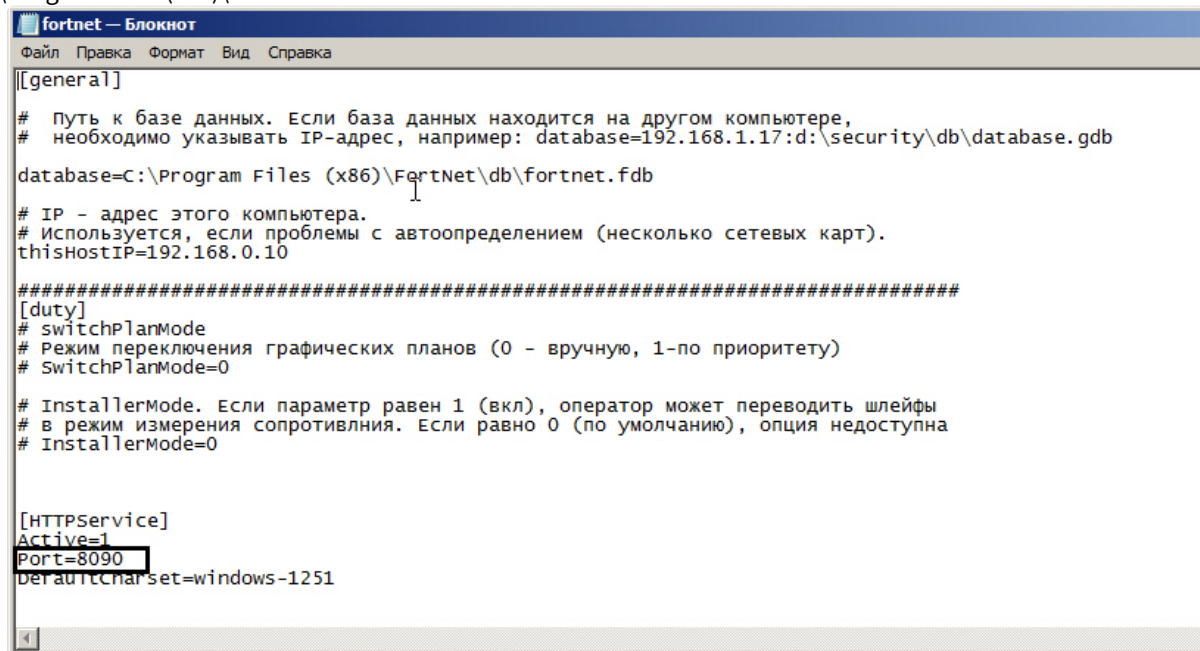 fortnet — Блокнот
Файл Правка Формат Вид Справка
[general]
# Путь к базе данных. Если база данных находится на другом компьютере,
# необходимо указывать IP-адрес, например: database=192.168.1.17:d:\security\db\database.gdb
database=C:\Program Files (x86)\FortNet\db\fortnet.fdb
# IP - адрес этого компьютера.
# Используется, если проблемы с автоопределением (несколько сетевых карт).
thisHostIP=192.168.0.10
################################################################################
[duty]
# switchPlanMode
# Режим переключения графических планов (0 - вручную, 1-по приоритету)
# SwitchPlanMode=0
# InstallerMode. Если параметр равен 1 (вкл), оператор может переводить шлейфы
# в режим измерения сопротивлния. Если равно 0 (по умолчанию), опция недоступна
# InstallerMode=0
[HTTPService]
Active=1
Port=8090
DefaultCharset=windows-1251